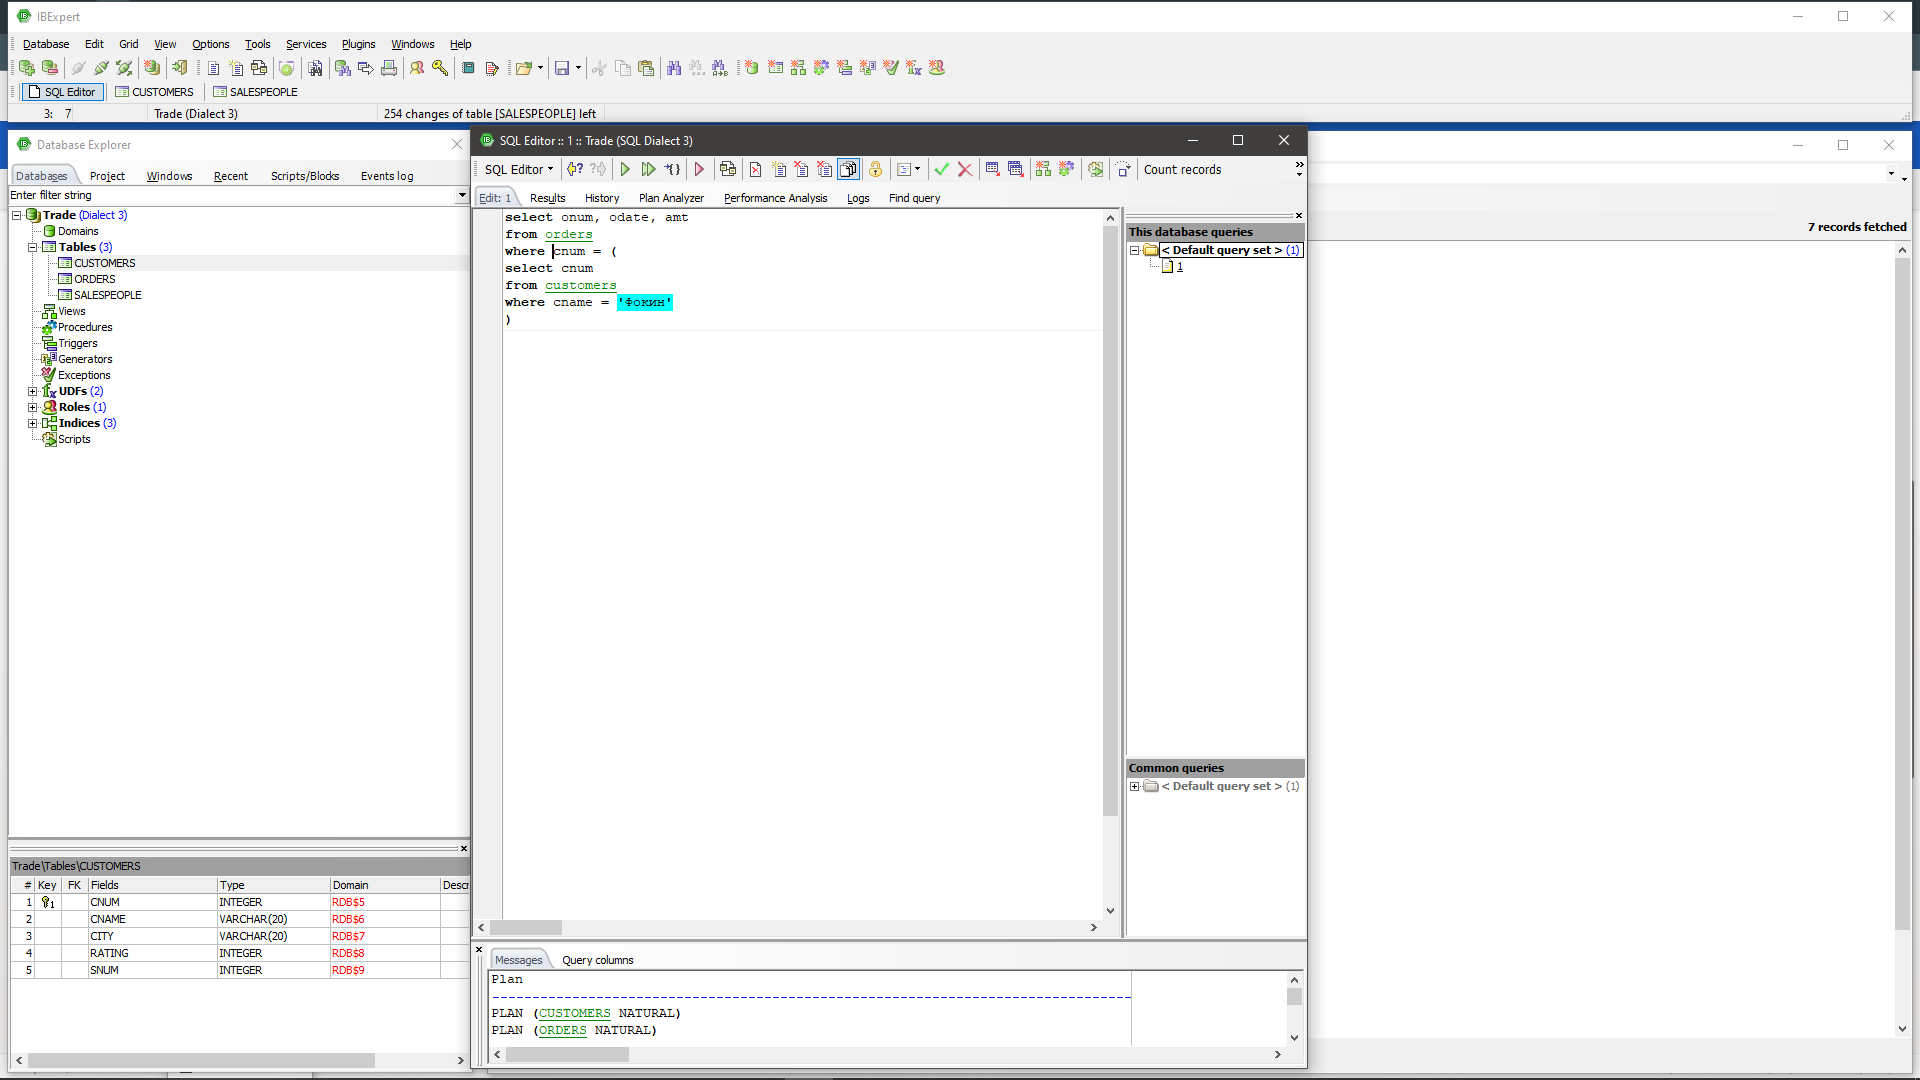 IBExpert
Database Edit Grid View Options Tools Services Plugins Windows Help
SQL Editor CUSTOMERS SALESPEOPLE
3: 7 Trade (Dialect 3) 254 changes of table [SALESPEOPLE] left
Database Explorer
Databases Project Windows Recent Scripts/Blocks Events log
Enter filter string
Trade (Dialect 3)
Domains
Tables (3)
CUSTOMERS
ORDERS
SALESPEOPLE
Views
Procedures
Triggers
Generators
Exceptions
UDFs (2)
Roles (1)
Indices (3)
Scripts
Trade\Tables\CUSTOMERS
# Key FK Fields Type Domain Descr
1 1 CNUM INTEGER RDB$5
2 CNAME VARCHAR(20) RDB$6
3 CITY VARCHAR(20) RDB$7
4 RATING INTEGER RDB$8
5 SNUM INTEGER RDB$9
SQL Editor :: 1 :: Trade (SQL Dialect 3)
SQL Editor Count records
Edit: 1 Results History Plan Analyzer Performance Analysis Logs Find query
select onum, odate, amt
from orders
where cnum = (
select cnum
from customers
where cname = 'Фокин'
)
This database queries
< Default query set > (1)
1
Common queries
< Default query set > (1)
Messages Query columns
Plan
--------------------------------------------------------------------------------
PLAN (CUSTOMERS NATURAL)
PLAN (ORDERS NATURAL)
7 records fetched